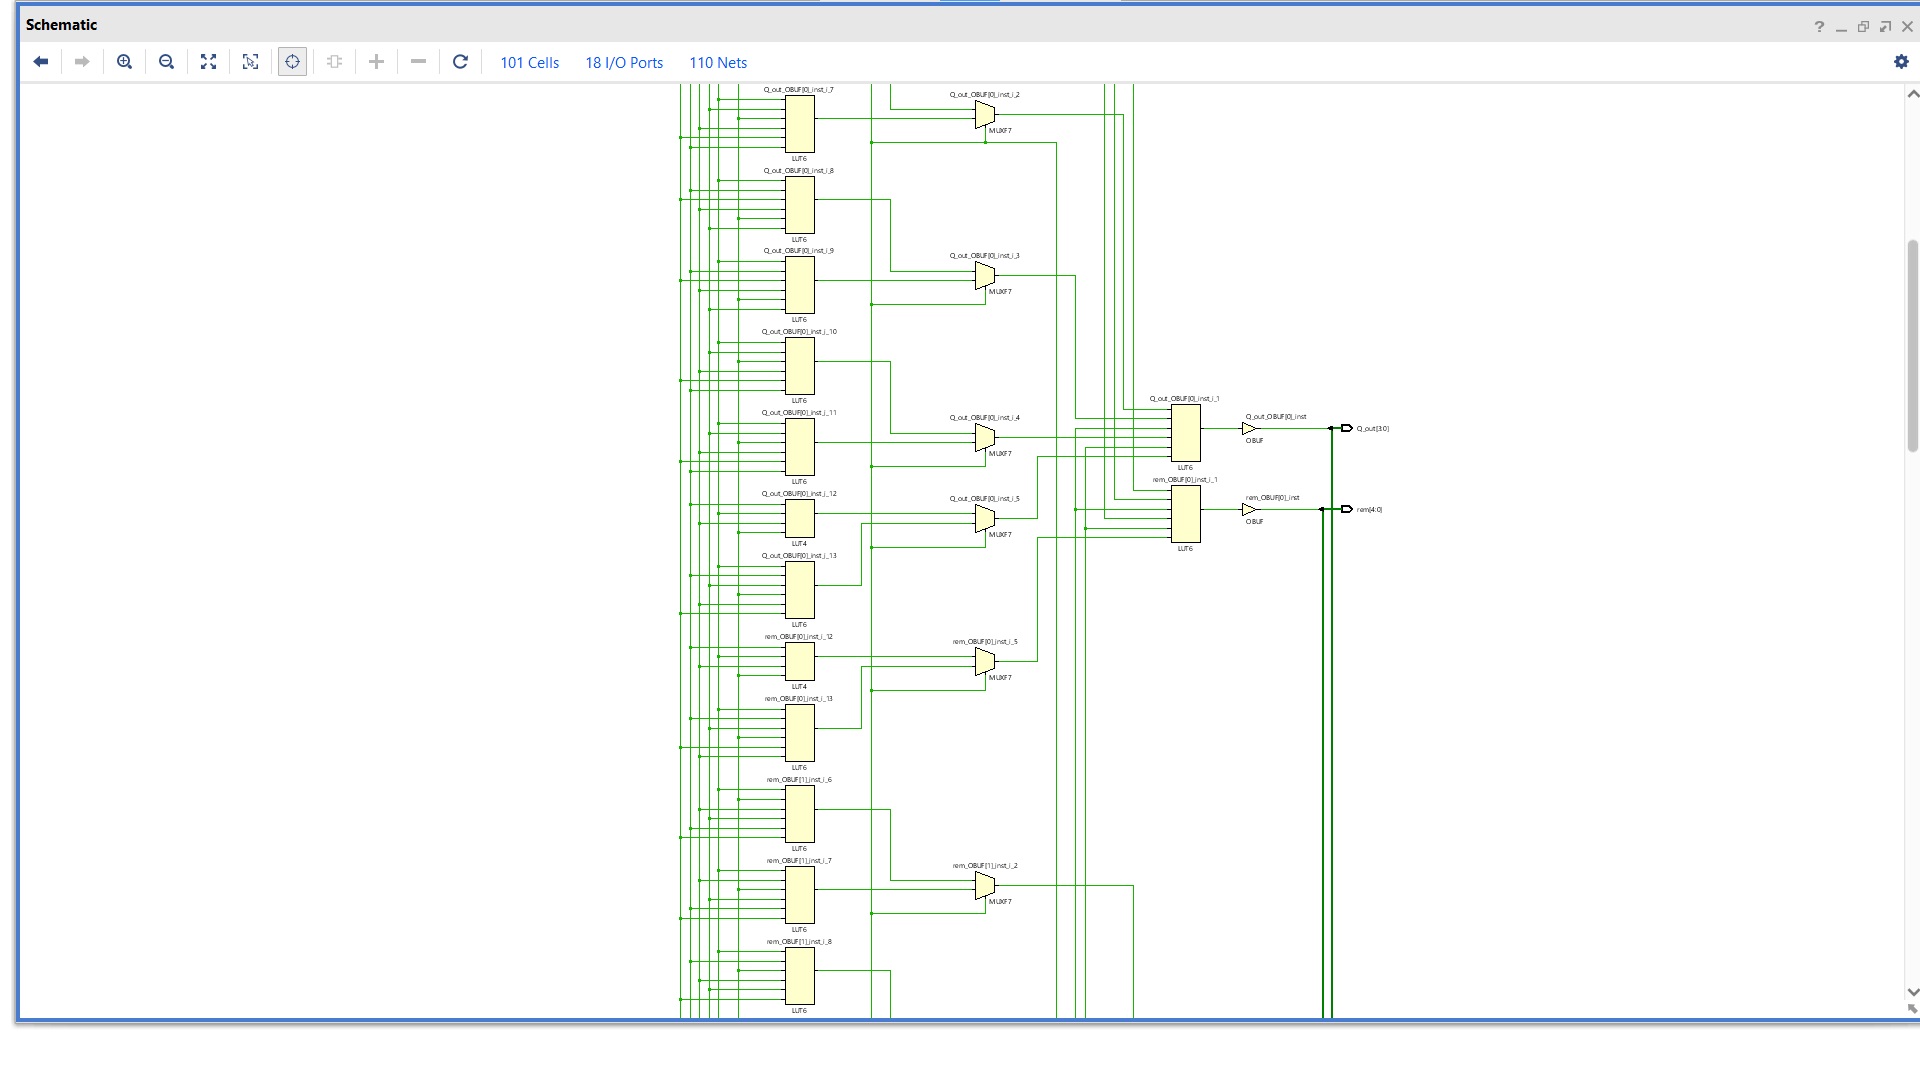 Schematic
101 Cells 18 I/O Ports 110 Nets
Q_out_OBUF[0]_inst_i_7
LUT6
Q_out_OBUF[0]_inst_i_2
MUXF7
Q_out_OBUF[0]_inst_i_8
LUT6
Q_out_OBUF[0]_inst_i_9
LUT6
Q_out_OBUF[0]_inst_i_3
MUXF7
Q_out_OBUF[0]_inst_i_10
LUT6
Q_out_OBUF[0]_inst_i_11
LUT6
Q_out_OBUF[0]_inst_i_4
MUXF7
Q_out_OBUF[0]_inst_i_1
LUT6
Q_out_OBUF[0]_inst
OBUF
Q_out[3:0]
Q_out_OBUF[0]_inst_i_12
LUT4
Q_out_OBUF[0]_inst_i_5
MUXF7
rem_OBUF[0]_inst_i_1
LUT6
rem_OBUF[0]_inst
OBUF
rem[4:0]
Q_out_OBUF[0]_inst_i_13
LUT6
rem_OBUF[0]_inst_i_12
LUT4
rem_OBUF[0]_inst_i_5
MUXF7
rem_OBUF[0]_inst_i_13
LUT6
rem_OBUF[1]_inst_i_6
LUT6
rem_OBUF[1]_inst_i_7
LUT6
rem_OBUF[1]_inst_i_2
MUXF7
rem_OBUF[1]_inst_i_8
LUT6